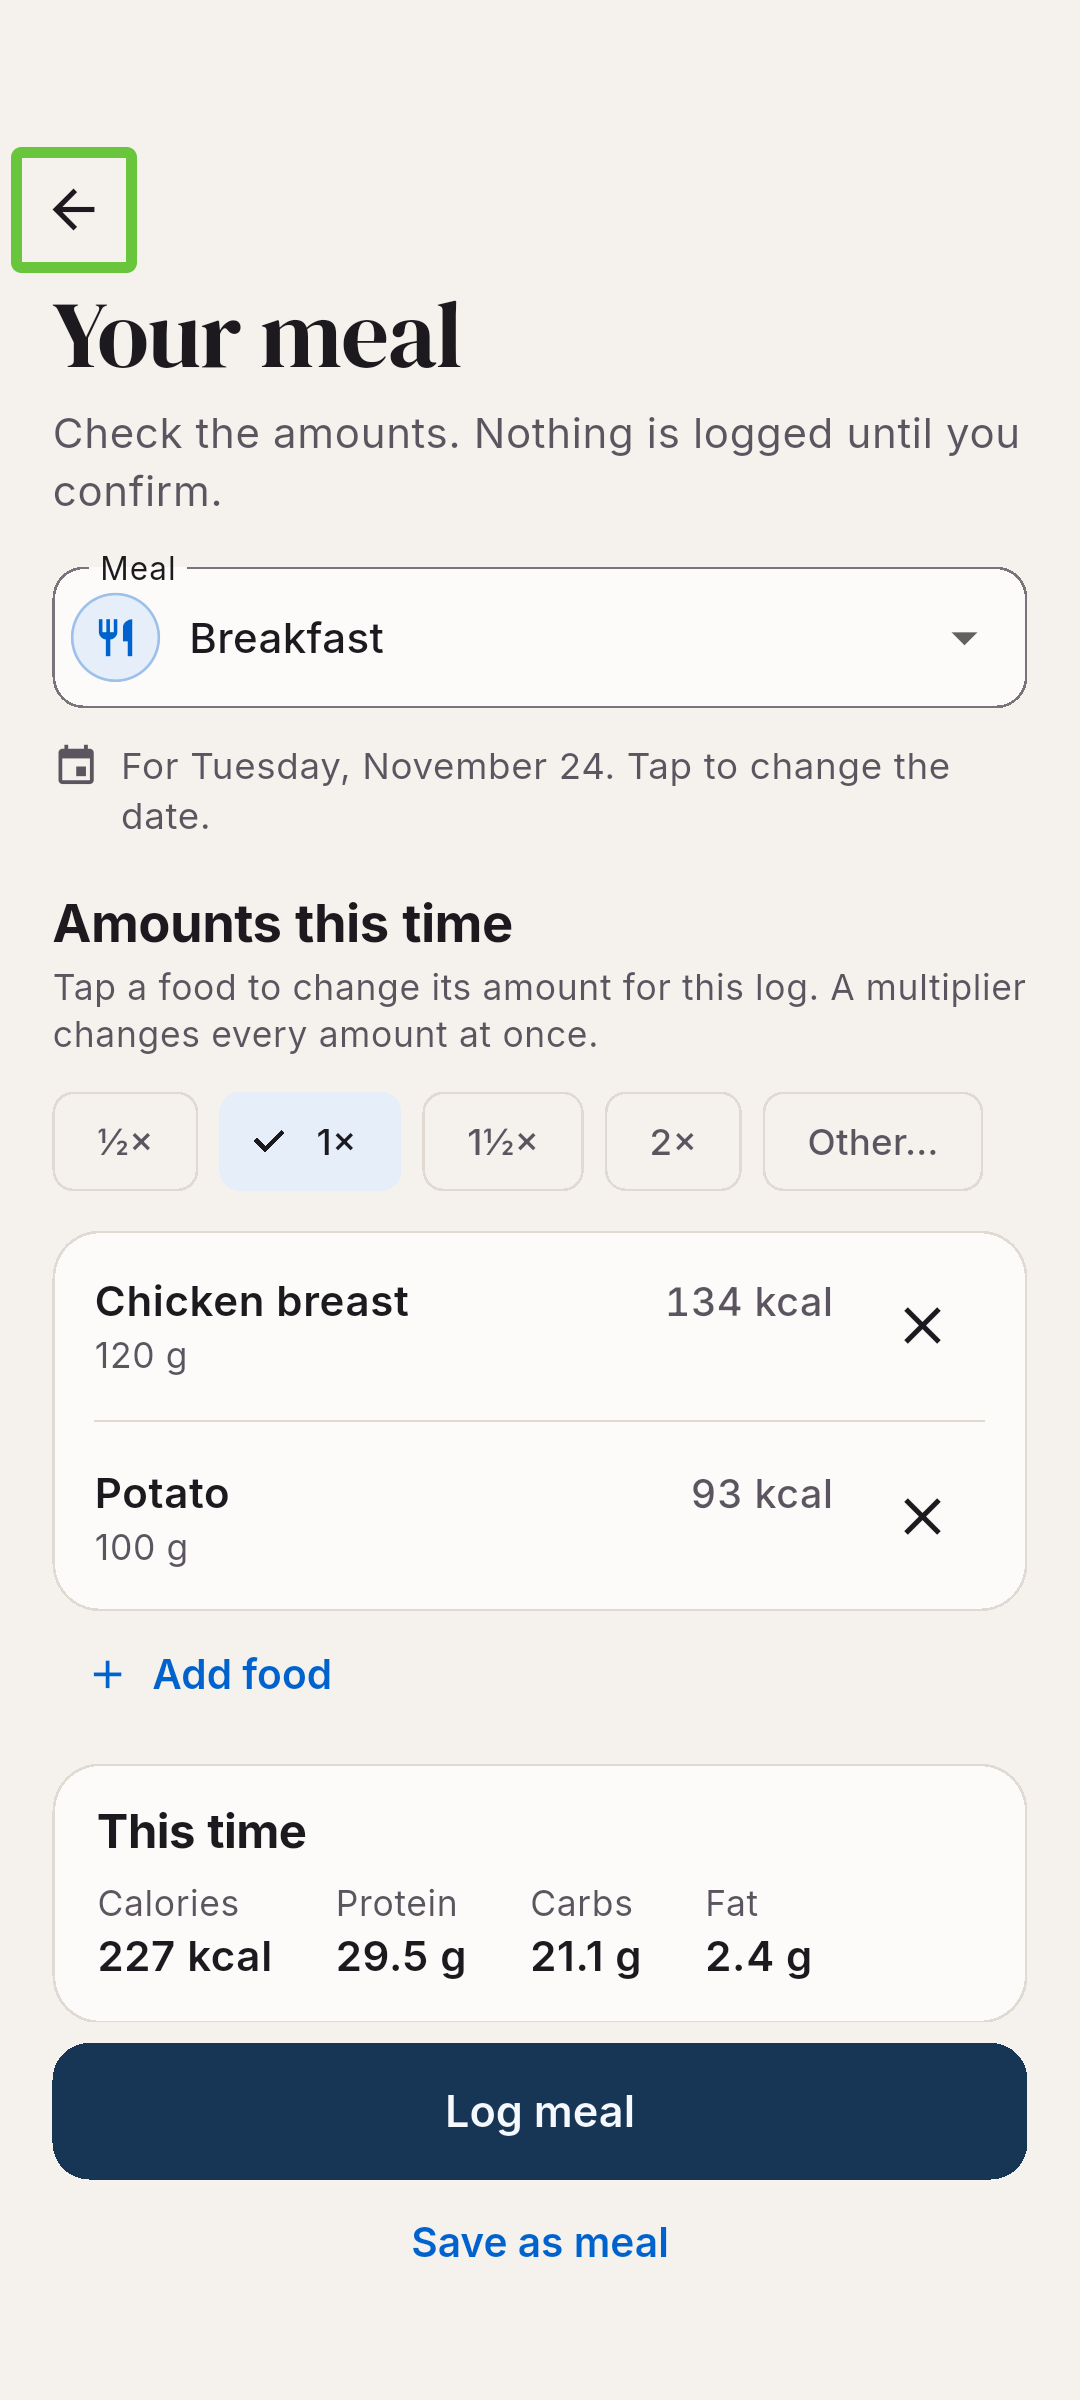 Your meal
Check the amounts. Nothing is logged until you
confirm.
Meal
Breakfast
For Tuesday, November 24. Tap to change the
date.
Amounts this time
Tap a food to change its amount for this log. A multiplier
changes every amount at once.
½× 1× 1½× 2× Other...
Chicken breast 134 kcal
120 g
Potato 93 kcal
100 g
Add food
This time
Calories Protein Carbs Fat
227 kcal 29.5 g 21.1 g 2.4 g
Log meal
Save as meal